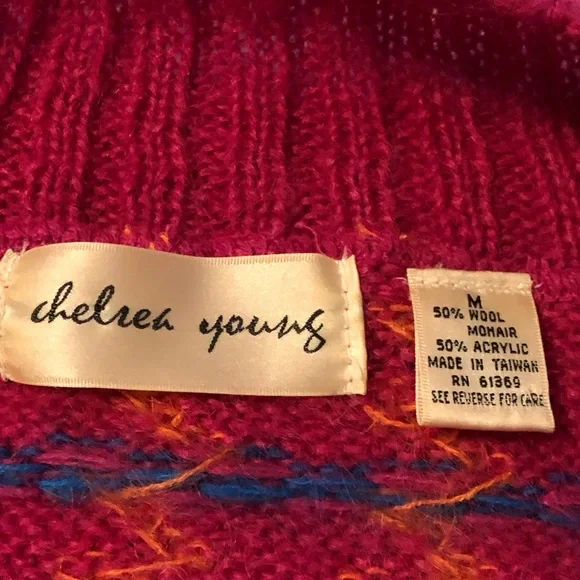 chelsea young
M
50% WOOL
MOHAIR
50% ACRYLIC
MADE IN TAIWAN
RN 61369
SEE REVERSE FOR CARE